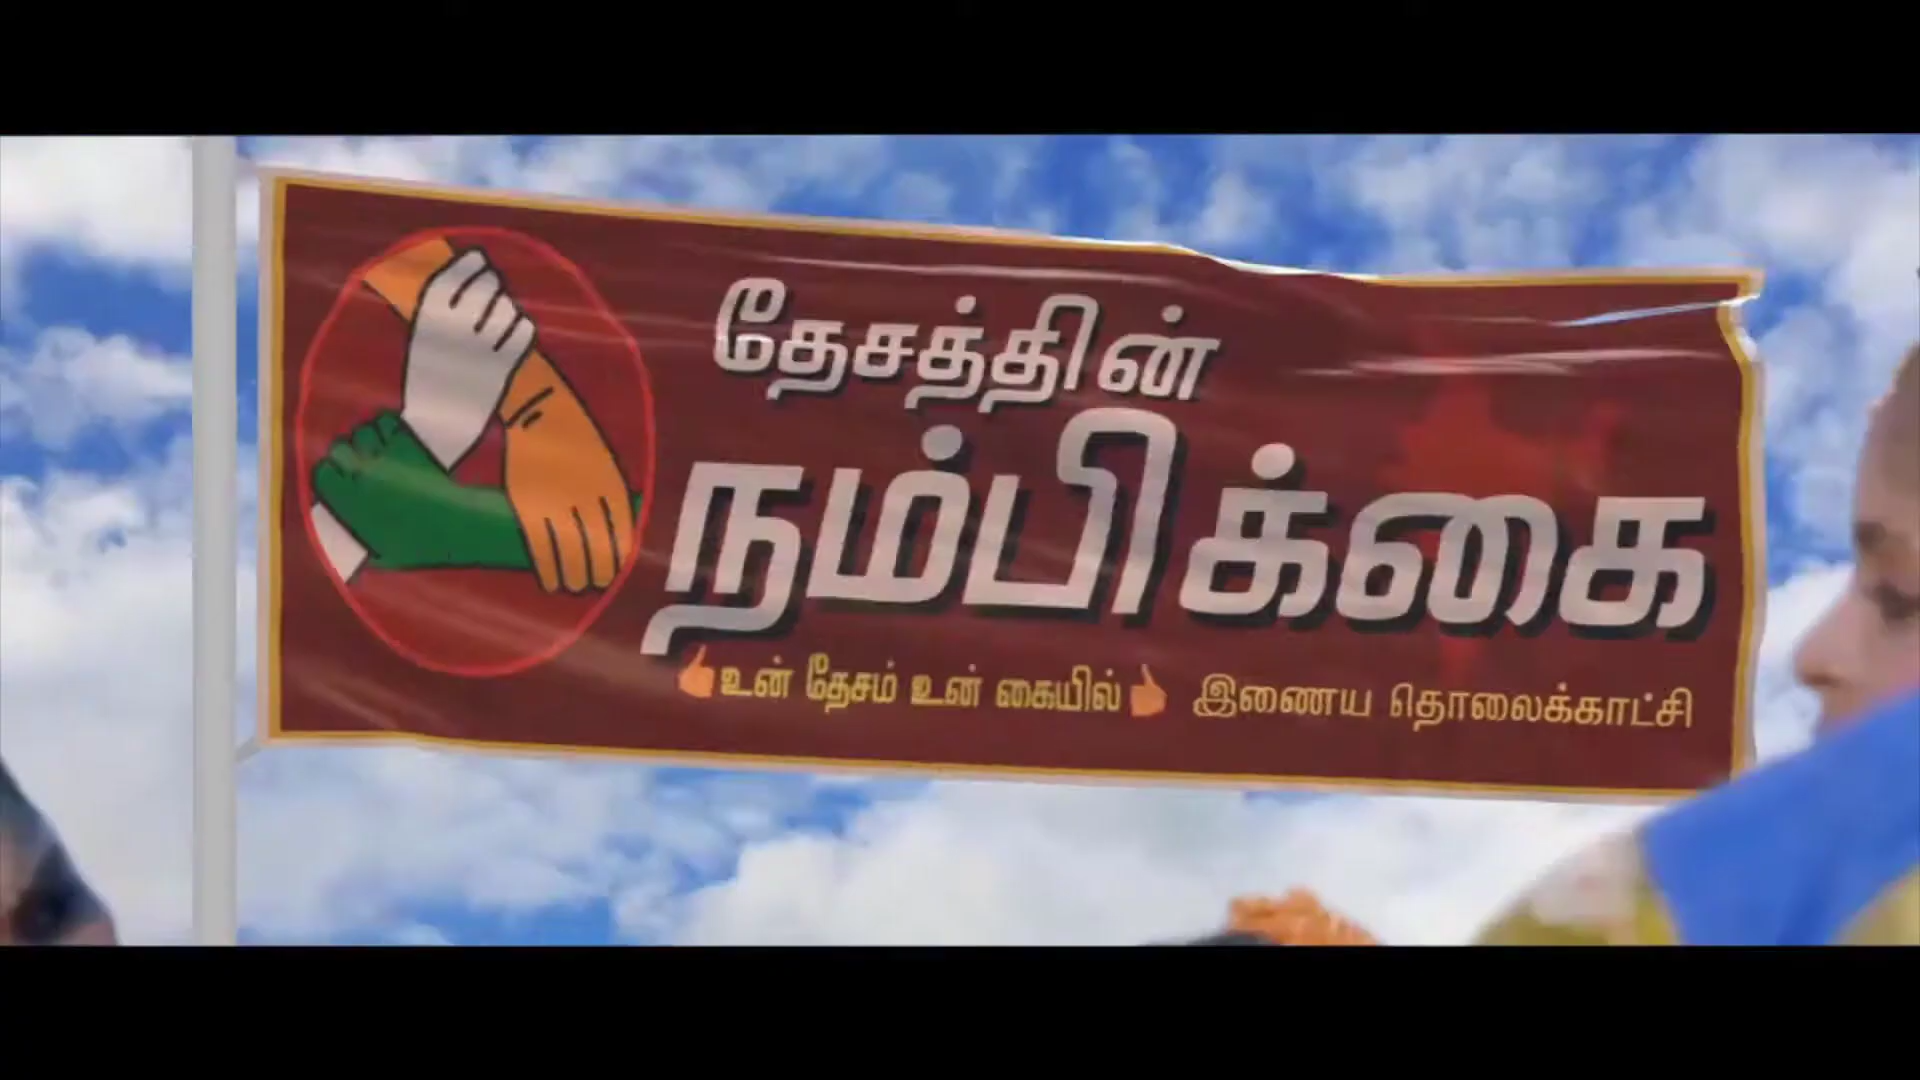 தேசத்தின்
நம்பிக்கை
உன் தேசம் உன் கையில் இணைய தொலைக்காட்சி